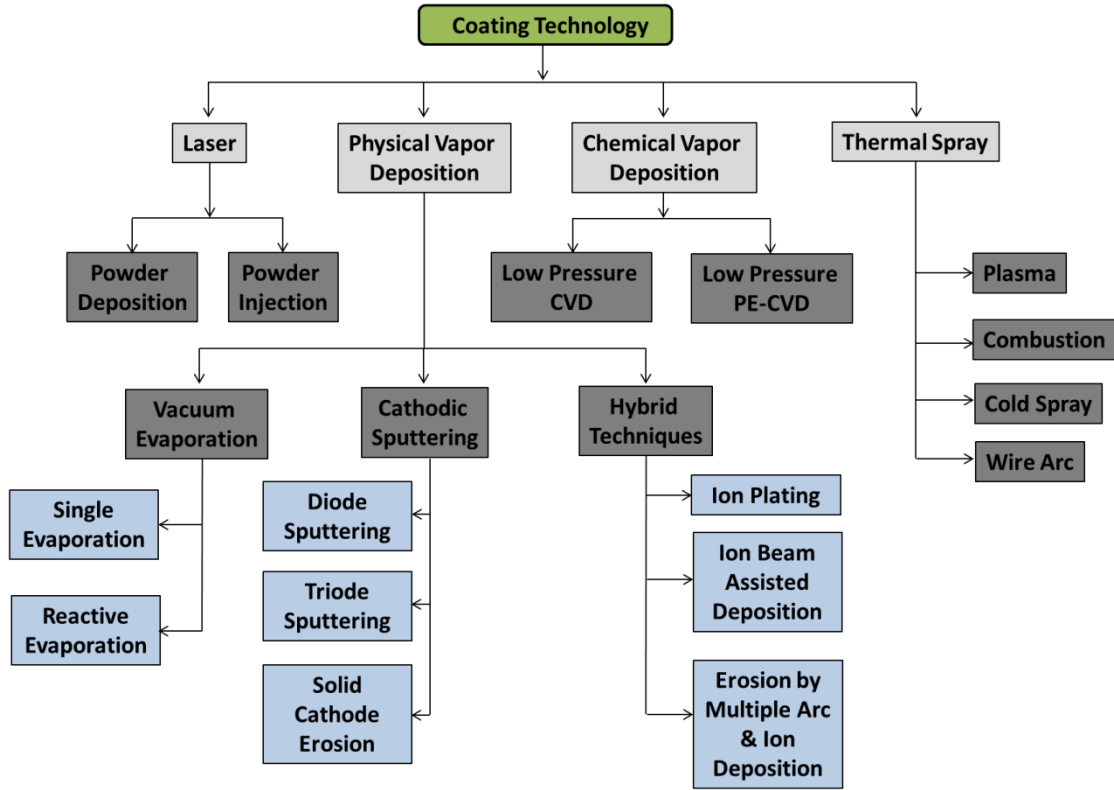 Coating Technology
Laser
Physical Vapor
Deposition
Chemical Vapor
Deposition
Thermal Spray
Powder
Deposition
Powder
Injection
Low Pressure
CVD
Low Pressure
PE-CVD
Plasma
Combustion
Cold Spray
Wire Arc
Vacuum
Evaporation
Cathodic
Sputtering
Hybrid
Techniques
Single
Evaporation
Reactive
Evaporation
Diode
Sputtering
Triode
Sputtering
Solid
Cathode
Erosion
Ion Plating
Ion Beam
Assisted
Deposition
Erosion by
Multiple Arc
& Ion
Deposition